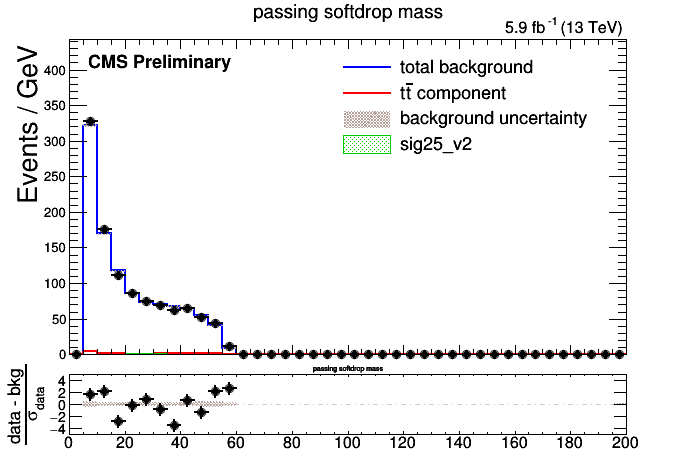 passing softdrop mass
5.9 fb⁻¹ (13 TeV)
CMS Preliminary
total background
tt̄ component
background uncertainty
sig25_v2
Events / GeV
400
350
300
250
200
150
100
50
0
passing softdrop mass
data - bkg
σ data
4
2
0
−2
−4
0 20 40 60 80 100 120 140 160 180 200